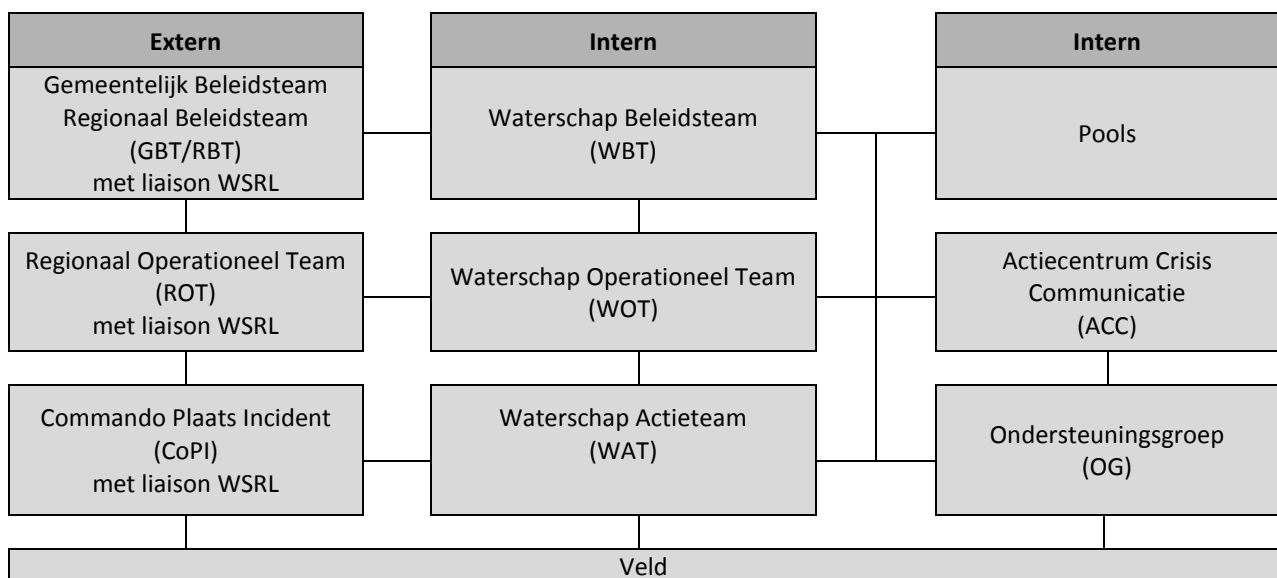 Extern
Intern
Intern
Gemeentelijk Beleidsteam
Regionaal Beleidsteam
(GBT/RBT)
met liaison WSRL
Waterschap Beleidsteam
(WBT)
Pools
Regionaal Operationeel Team
(ROT)
met liaison WSRL
Waterschap Operationeel Team
(WOT)
Actiecentrum Crisis
Communicatie
(ACC)
Commando Plaats Incident
(CoPI)
met liaison WSRL
Waterschap Actieteam
(WAT)
Ondersteuningsgroep
(OG)
Veld